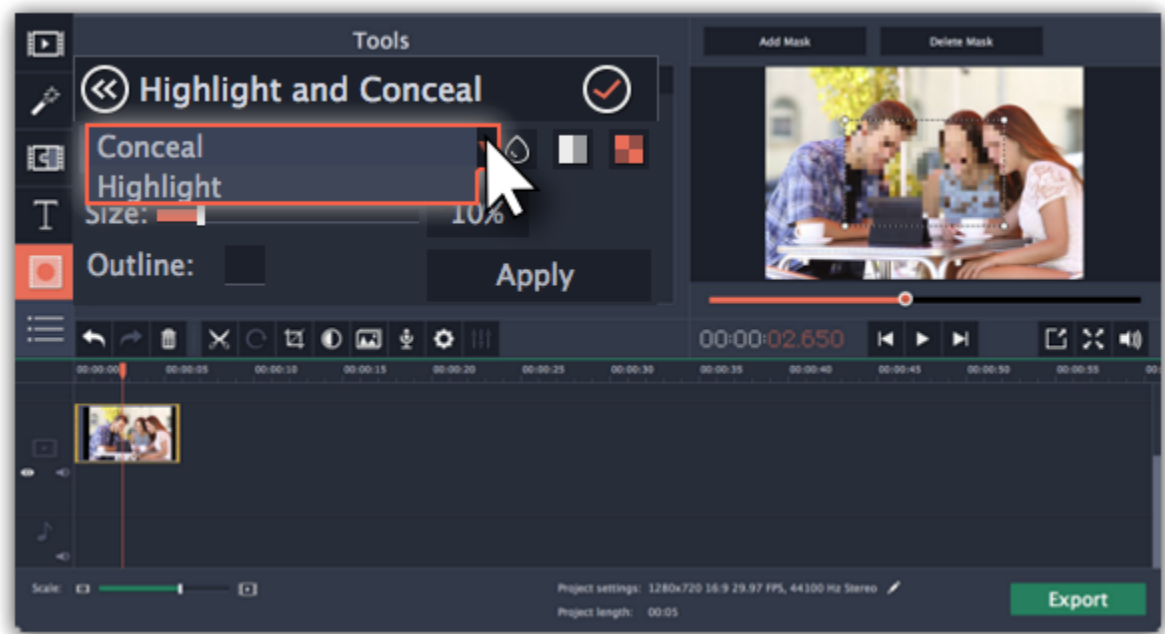 Tools
Add Mask
Delete Mask
Highlight and Conceal
Conceal
Highlight
Size: 10%
Outline:
Apply
T
00:00:02.650
00:00:00 00:00:05 00:00:10 00:00:15 00:00:20 00:00:25 00:00:30 00:00:35 00:00:40 00:00:45 00:00:50 00:00:55 00:
Scale:
Project settings: 1280x720 16:9 29.97 FPS, 44100 Hz Stereo
Project length: 00:05
Export